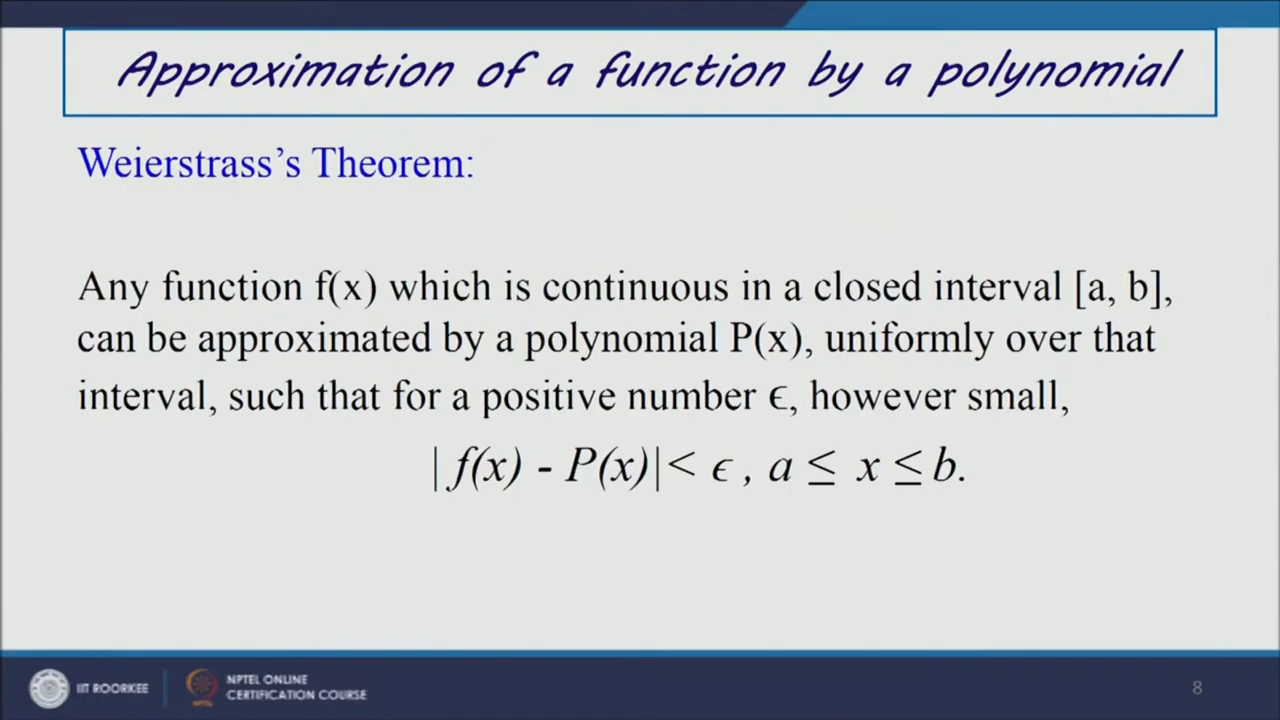 Approximation of a function by a polynomial
Weierstrass’s Theorem:
Any function f(x) which is continuous in a closed interval [a, b],
can be approximated by a polynomial P(x), uniformly over that
interval, such that for a positive number ϵ, however small,
| f(x) - P(x)|< ϵ , a ≤ x ≤ b.
IIT ROORKEE
NPTEL ONLINE
CERTIFICATION COURSE
8